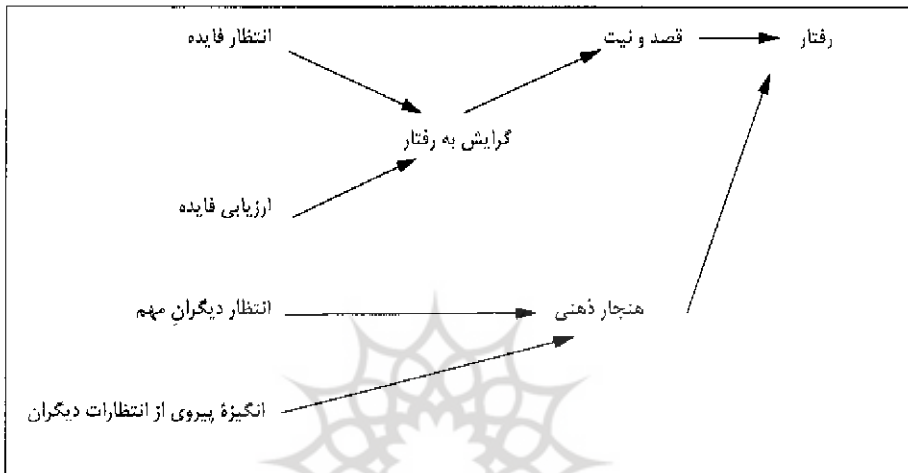 رفتار
قصد و نیت
انتظار فایده
گرایش به رفتار
ارزیابی فایده
انتظار دیگرانِ مهم
هنجار ذهنی
انگیزهٔ پیروی از انتظارات دیگران